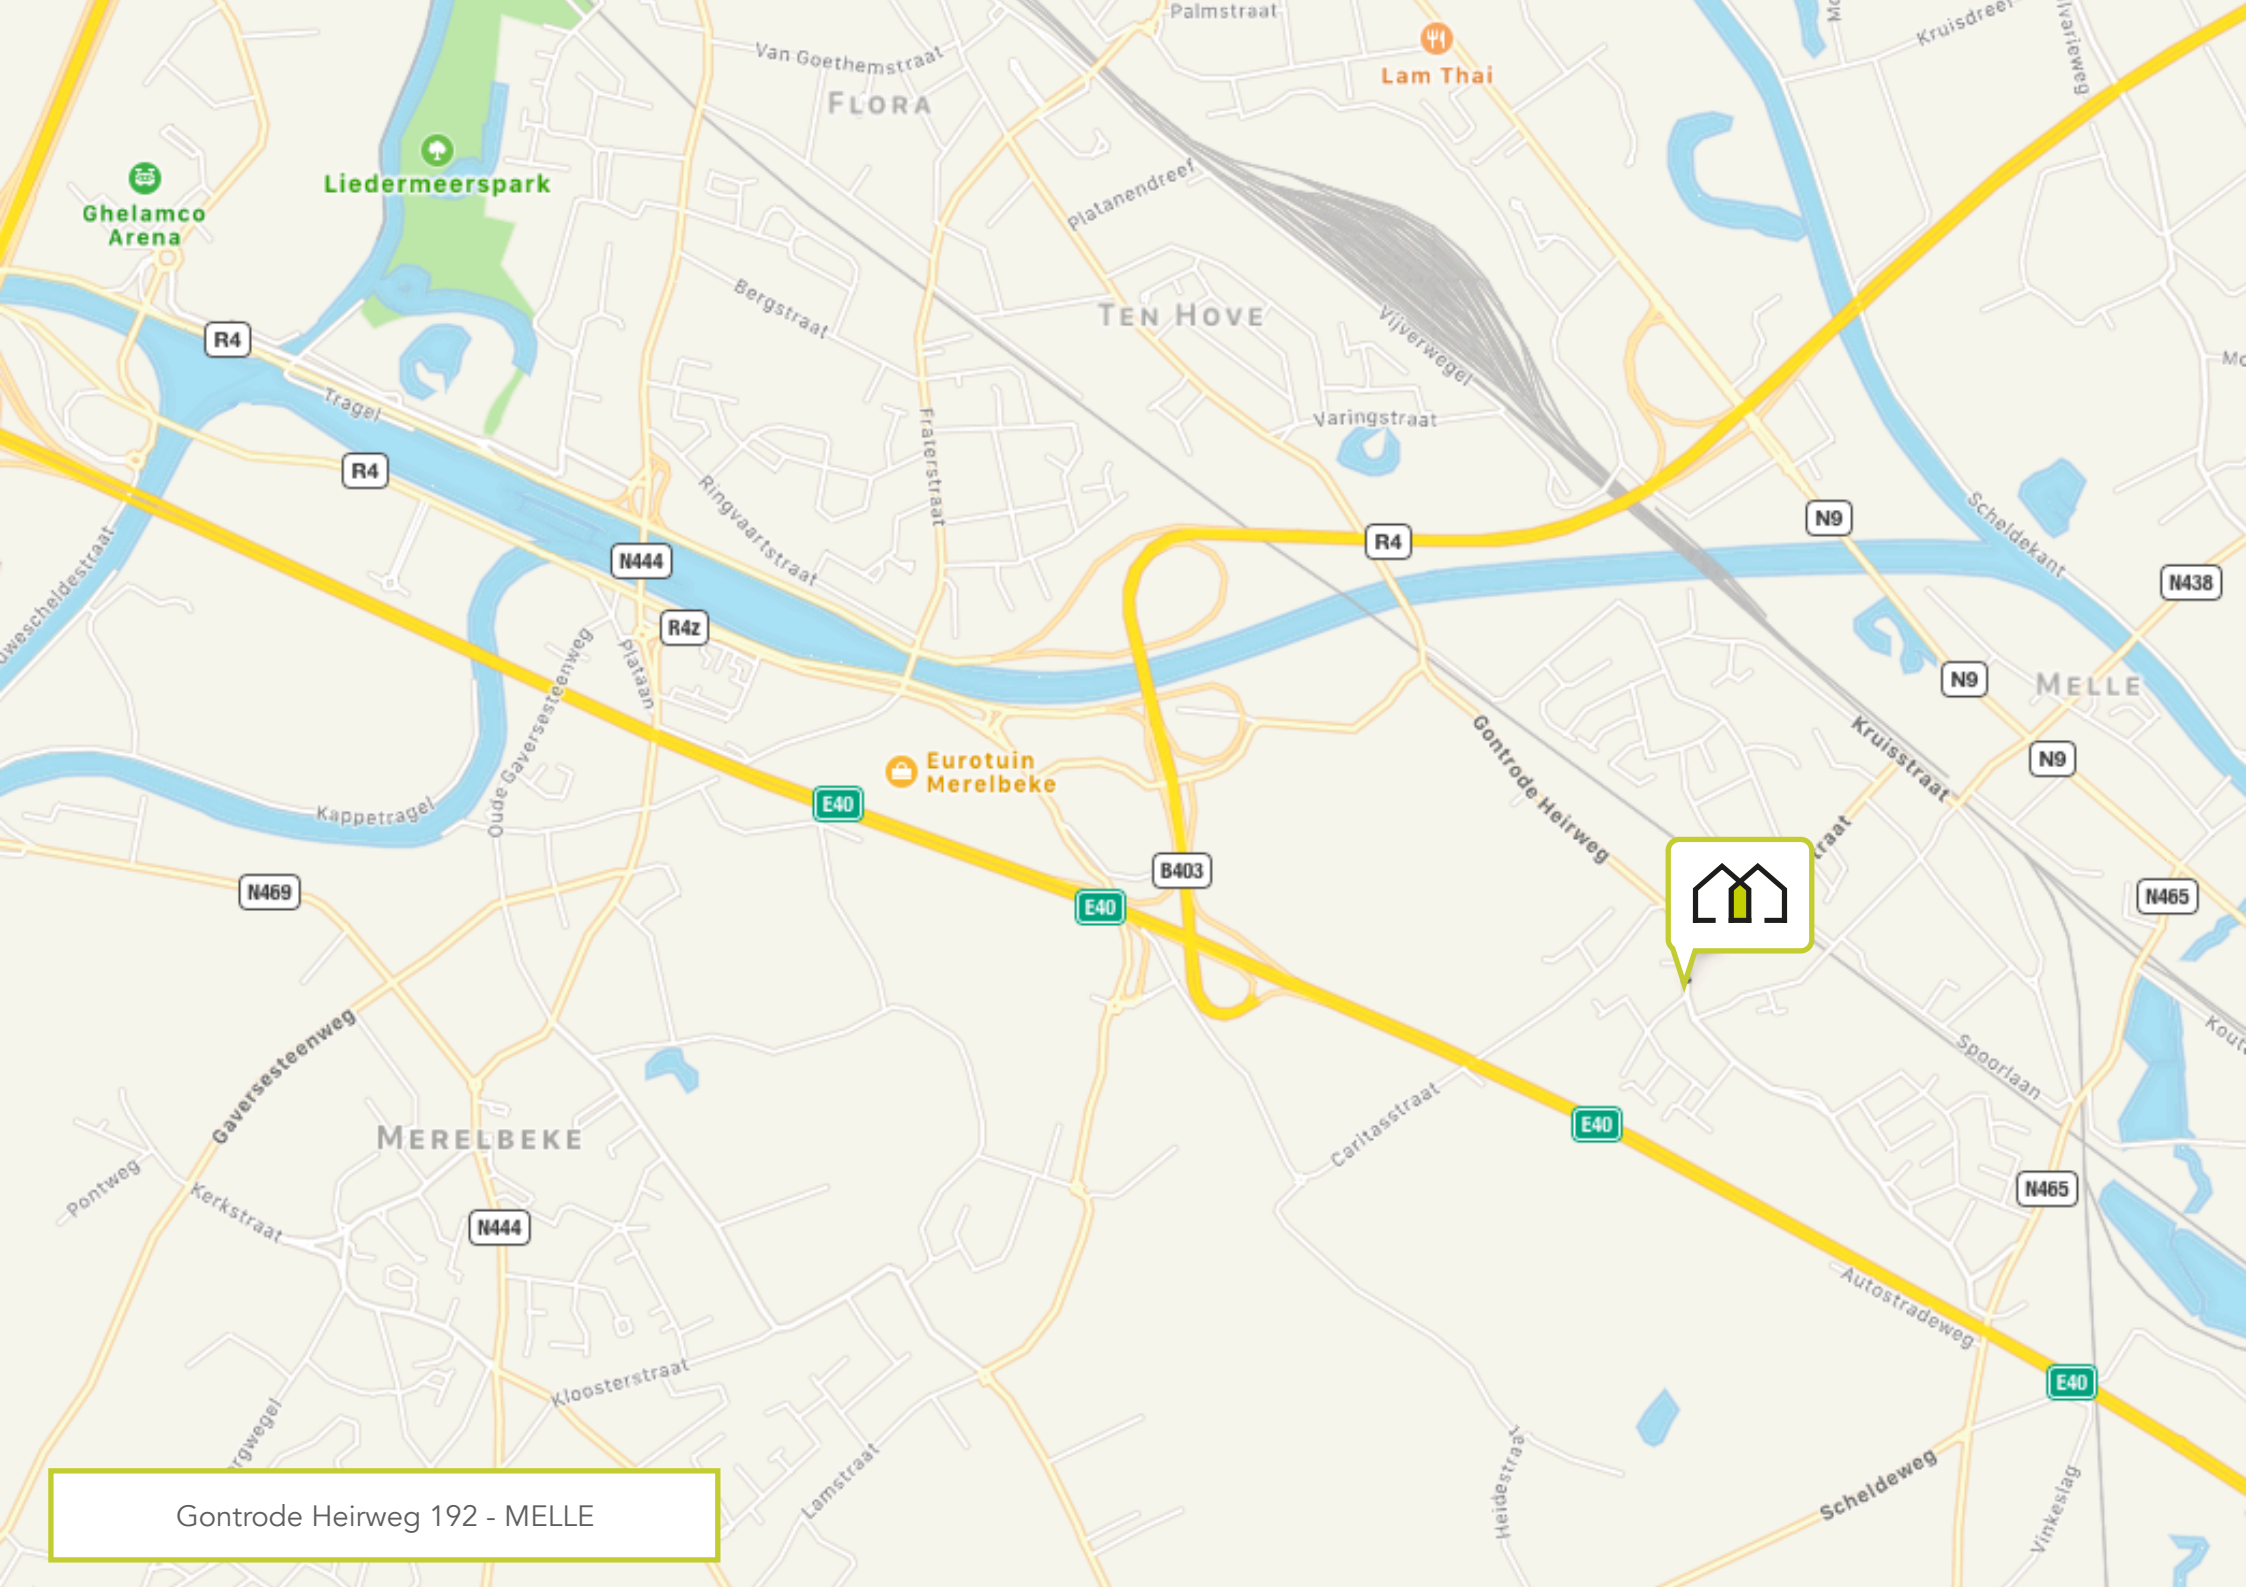 Palmstraat
Kruisdreef
Van Goethemstraat
FLORA
Lam Thai
Liedermeerspark
Ghelamco
Arena
Platanendreef
Bergstraat
TEN HOVE
Vijverwegel
R4
Tragel
Fraterstraat
Varingstraat
R4
Ringvaartstraat
N444
R4
N9
Scheldekant
N438
R4z
Plataan
Oude Gaversesteenweg
N9
MELLE
Gontrode Heirweg
Kruisstraat
N9
Eurotuin
Merelbeke
Kappetragel
E40
B403
N469
E40
N465
Gaversesteenweg
Spoorlaan
Caritasstraat
E40
MERELBEKE
Pontweg
Kerkstraat
N444
N465
Autostradeweg
Kloosterstraat
E40
Lamstraat
Heidestraat
Scheldeweg
Vinkeslag
Gontrode Heirweg 192 - MELLE